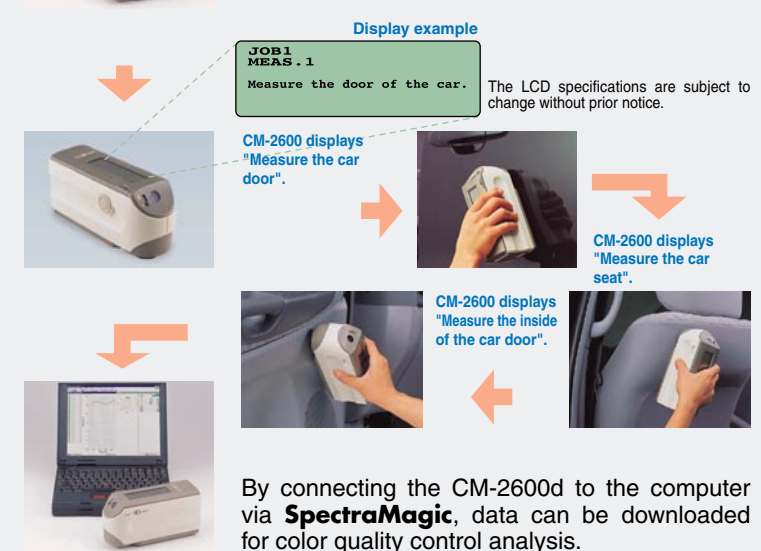 Display example
JOB1
MEAS.1
Measure the door of the car.
The LCD specifications are subject to
change without prior notice.
CM-2600 displays
"Measure the car
door".
CM-2600 displays
"Measure the car
seat".
CM-2600 displays
"Measure the inside
of the car door".
By connecting the CM-2600d to the computer
via SpectraMagic, data can be downloaded
for color quality control analysis.